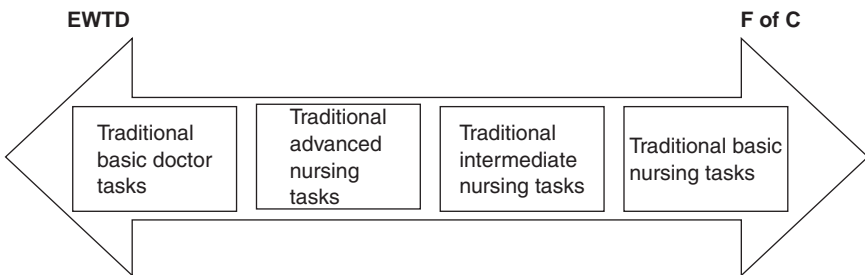 EWTD
F of C
Traditional
basic doctor
tasks
Traditional
advanced
nursing
tasks
Traditional
intermediate
nursing tasks
Traditional basic
nursing tasks